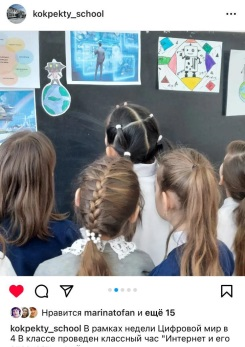 kokpekty_school
Нравится marinatofan и ещё 15
kokpekty_school В рамках недели Цифровой мир в
4 В классе проведен классный час "Интернет и его